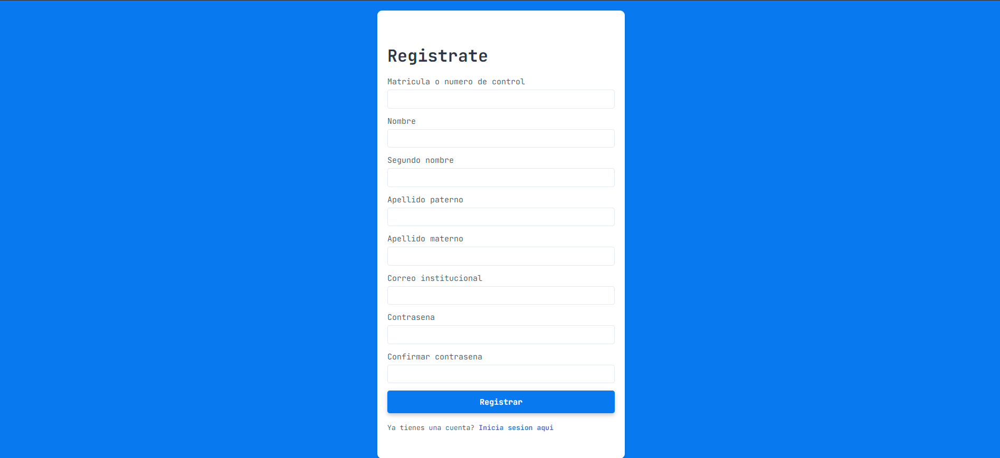 Registrate
Matricula o numero de control
Nombre
Segundo nombre
Apellido paterno
Apellido materno
Correo institucional
Contrasena
Confirmar contrasena
Registrar
Ya tienes una cuenta? Inicia sesion aqui